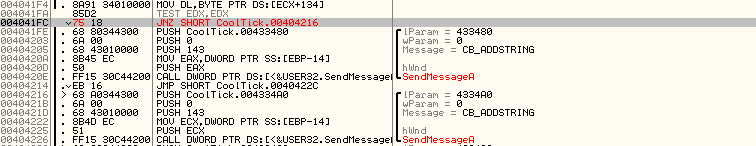 004041F4 . 8A91 34010000 MOV DL,BYTE PTR DS:[ECX+134]
004041FA 85D2 TEST EDX,EDX
004041FC 75 18 JNZ SHORT CoolTick.00404216
004041FE . 68 80344300 PUSH CoolTick.00433480 lParam = 433480
00404203 . 6A 00 PUSH 0 wParam = 0
00404205 . 68 43010000 PUSH 143 Message = CB_ADDSTRING
0040420A . 8B45 EC MOV EAX,DWORD PTR SS:[EBP-14]
0040420D . 50 PUSH EAX hWnd
0040420E . FF15 30C44200 CALL DWORD PTR DS:[<&USER32.SendMessage SendMessageA
00404214 . EB 16 JMP SHORT CoolTick.0040422C
00404216 > 68 A0344300 PUSH CoolTick.004334A0 lParam = 4334A0
0040421B . 6A 00 PUSH 0 wParam = 0
0040421D . 68 43010000 PUSH 143 Message = CB_ADDSTRING
00404222 . 8B4D EC MOV ECX,DWORD PTR SS:[EBP-14]
00404225 . 51 PUSH ECX hWnd
00404226 . FF15 30C44200 CALL DWORD PTR DS:[<&USER32.SendMessage SendMessageA